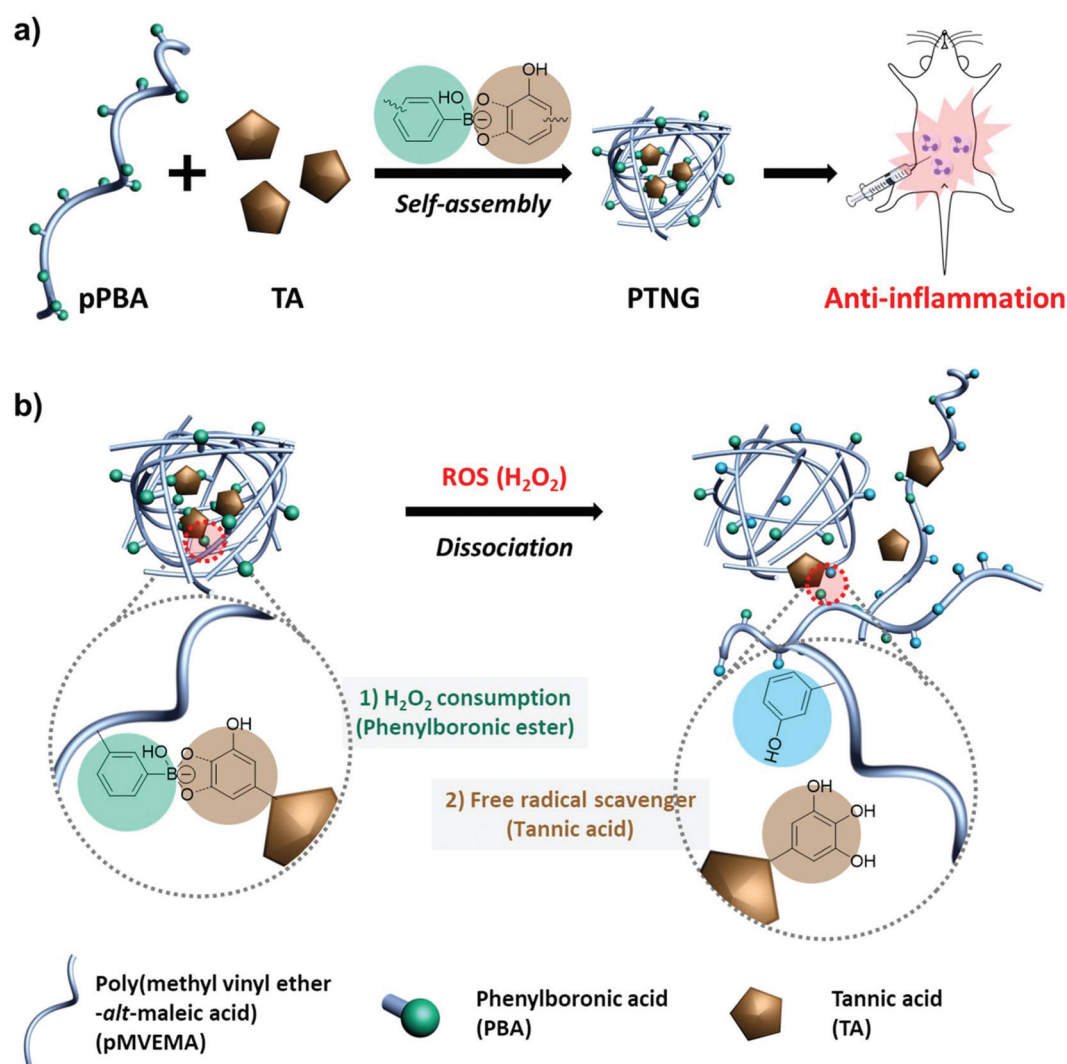 a)
OH
HO
O
B
O
Self-assembly
pPBA
TA
PTNG
Anti-inflammation
b)
ROS (H₂O₂)
Dissociation
1) H₂O₂ consumption
(Phenylboronic ester)
2) Free radical scavenger
(Tannic acid)
OH
HO
O
B
O
OH
OH
OH
OH
Poly(methyl vinyl ether
-alt-maleic acid)
(pMVEMA)
Phenylboronic acid
(PBA)
Tannic acid
(TA)